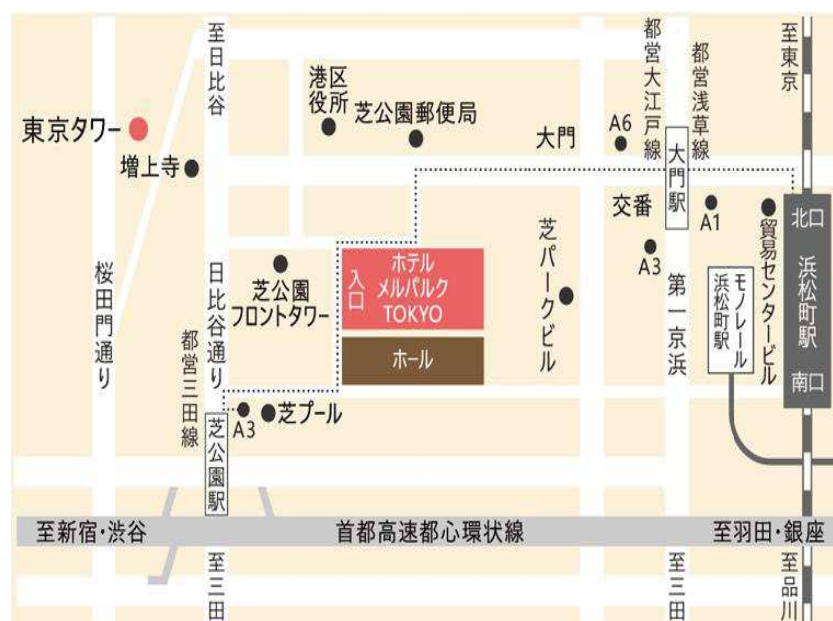 至日比谷
都営大江戸線
都営浅草線
至東京
港区
役所
東京タワー
芝公園郵便局
大門
A6
増上寺
大門駅
交番
A1
北口
A3
貿易センタービル
浜松町駅
芝パークビル
ホテル
メルパルク
TOKYO
入口
芝公園
フロントタワー
桜田門通り
日比谷通り
第一京浜
モノレール
浜松町駅
都営三田線
ホール
南口
A3
芝プール
芝公園駅
至新宿・渋谷
首都高速都心環状線
至羽田・銀座
至三田
至三田
至品川